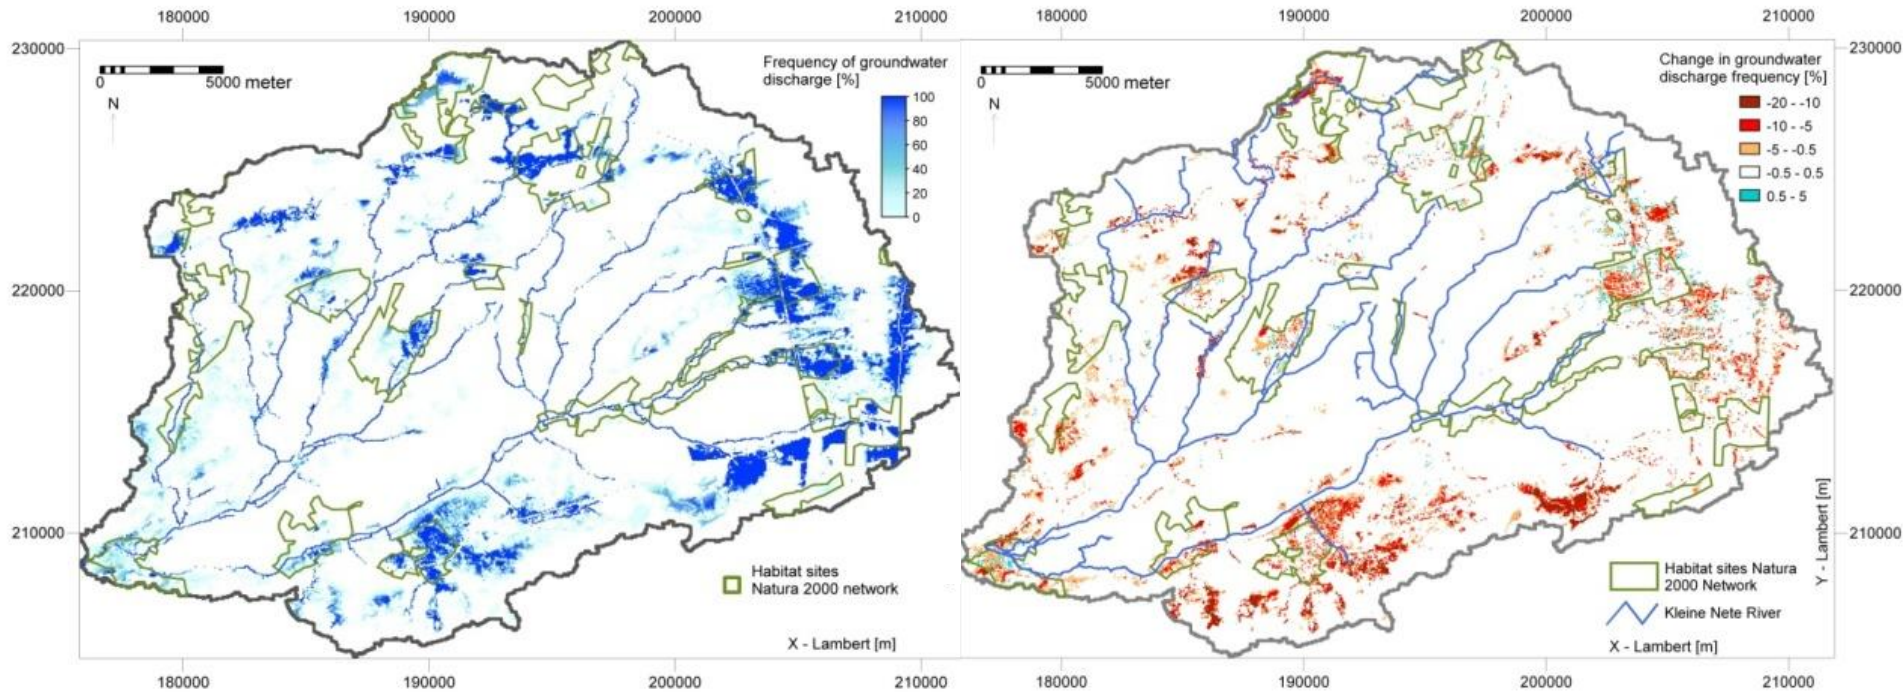 180000 190000 200000 210000
230000
220000
210000
0 5000 meter
N
Frequency of groundwater
discharge [%]
100
80
60
40
20
0
Habitat sites
Natura 2000 network
X - Lambert [m]
180000 190000 200000 210000
180000 190000 200000 210000
0 5000 meter
N
Change in groundwater
discharge frequency [%]
-20 - -10
-10 - -5
-5 - -0.5
-0.5 - 0.5
0.5 - 5
230000
220000
210000
Y - Lambert [m]
Habitat sites Natura
2000 Network
Kleine Nete River
X - Lambert [m]
180000 190000 200000 210000